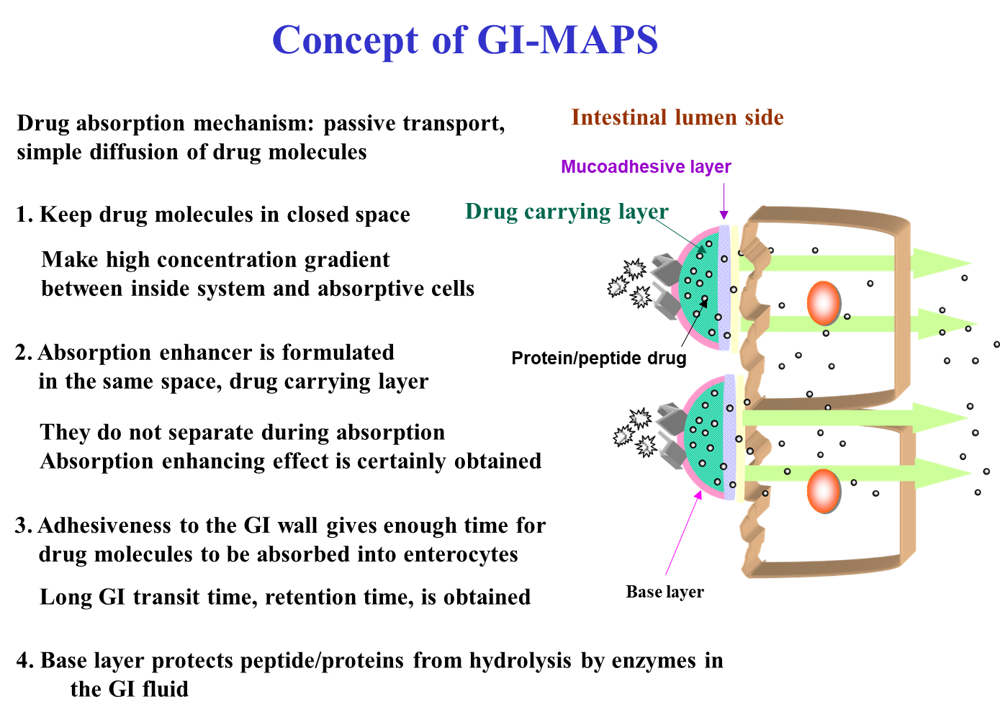 Concept of GI-MAPS
Drug absorption mechanism: passive transport,
simple diffusion of drug molecules
1. Keep drug molecules in closed space
Make high concentration gradient
between inside system and absorptive cells
2. Absorption enhancer is formulated
in the same space, drug carrying layer
They do not separate during absorption
Absorption enhancing effect is certainly obtained
3. Adhesiveness to the GI wall gives enough time for
drug molecules to be absorbed into enterocytes
Long GI transit time, retention time, is obtained
4. Base layer protects peptide/proteins from hydrolysis by enzymes in
the GI fluid
Intestinal lumen side
Mucoadhesive layer
Drug carrying layer
Protein/peptide drug
Base layer